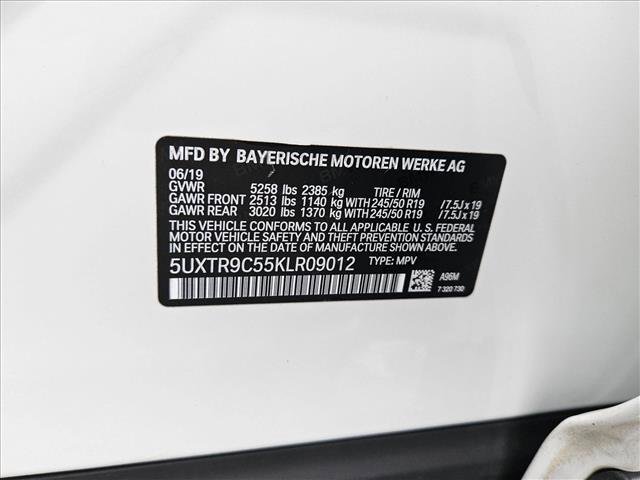 MFD BY BAYERISCHE MOTOREN WERKE AG
06/19
GVWR 5258 lbs 2385 kg TIRE / RIM
GAWR FRONT 2513 lbs 1140 kg WITH 245/50 R19 /7.5J x 19
GAWR REAR 3020 lbs 1370 kg WITH 245/50 R19 /7.5J x 19
THIS VEHICLE CONFORMS TO ALL APPLICABLE U. S. FEDERAL
MOTOR VEHICLE SAFETY AND THEFT PREVENTION STANDARDS
IN EFFECT ON THE DATE OF MANUFACTURE SHOWN ABOVE.
5UXTR9C55KLR09012 TYPE: MPV
A96M
7 320 730